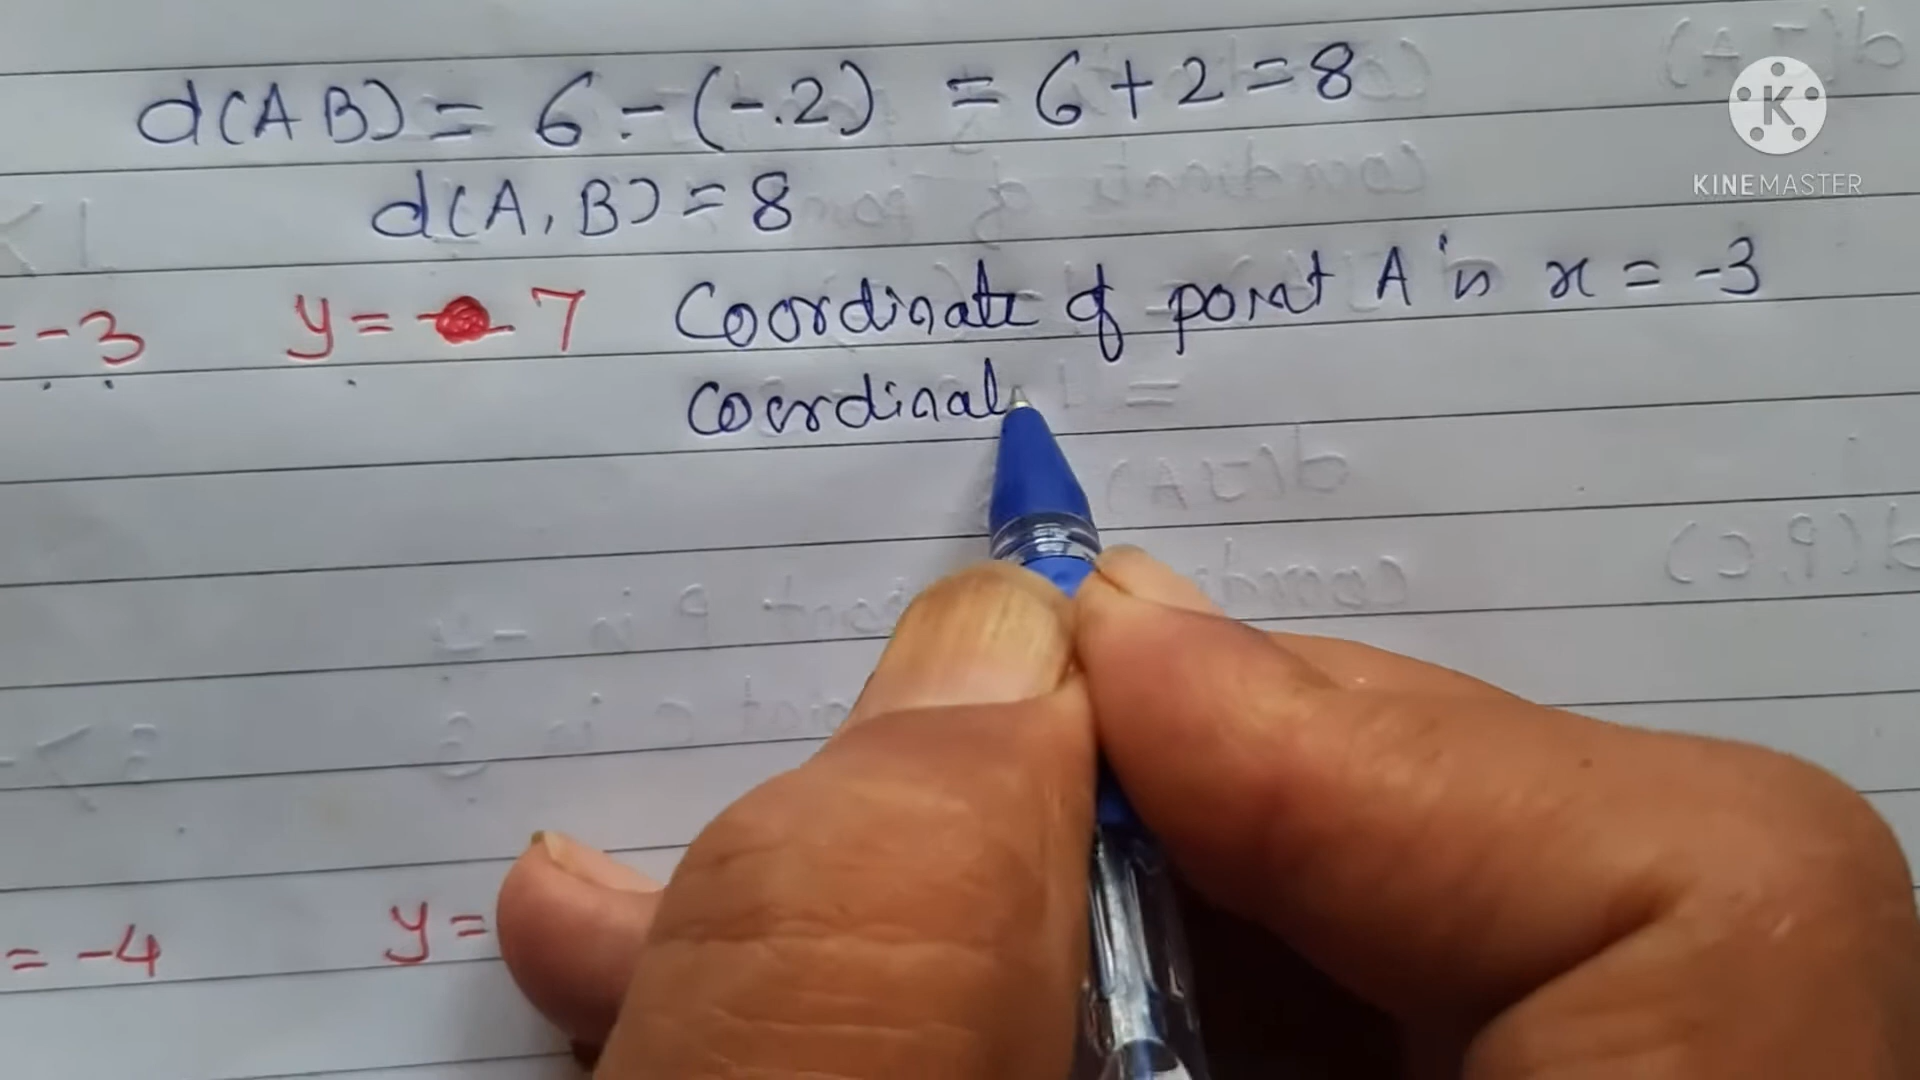 d(AB) = 6 - (-2) = 6 + 2 = 8
d(A, B) = 8
KINEMASTER
= -3 y = 7 Coordinate of point A is x = -3
Coordinat
= -4 y =